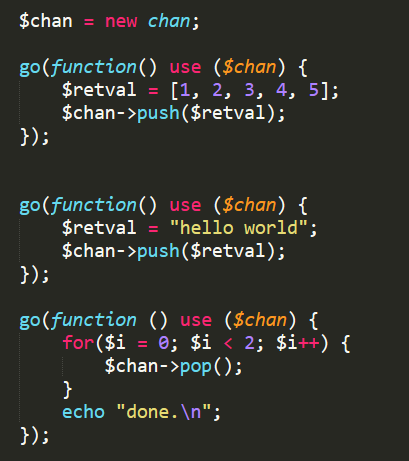 $chan = new chan;

go(function() use ($chan) {
    $retval = [1, 2, 3, 4, 5];
    $chan->push($retval);
});

go(function() use ($chan) {
    $retval = "hello world";
    $chan->push($retval);
});

go(function () use ($chan) {
    for($i = 0; $i < 2; $i++) {
        $chan->pop();
    }
    echo "done.\n";
});